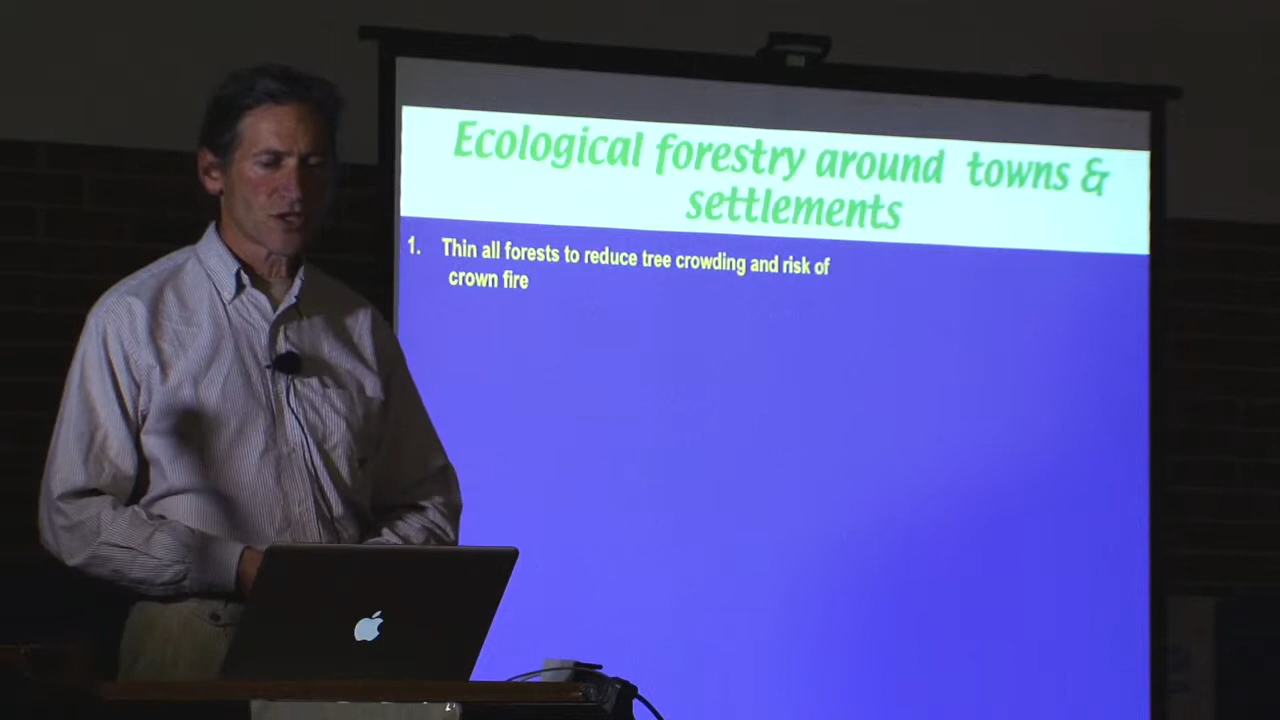 Ecological forestry around towns &
settlements
1. Thin all forests to reduce tree crowding and risk of
crown fire